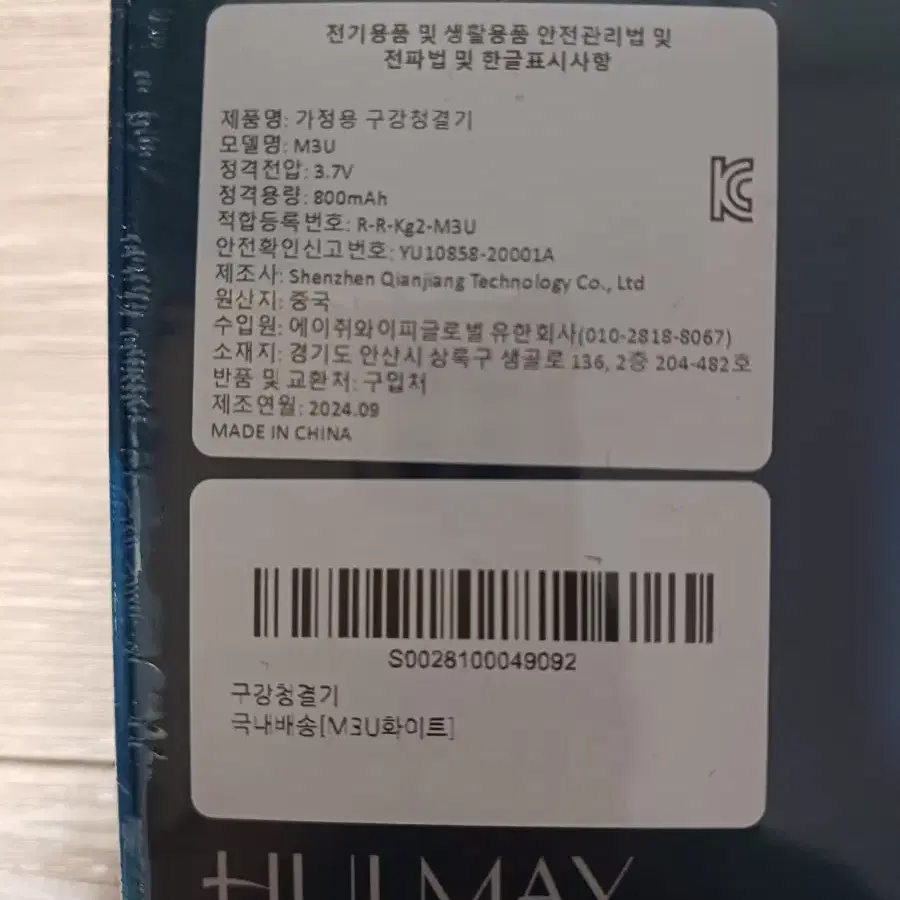 전기용품 및 생활용품 안전관리법 및
전파법 및 한글표시사항
제품명: 가정용 구강청결기
모델명: M3U
정격전압: 3.7V
정격용량: 800mAh
적합등록번호: R-R-Kg2-M3U
안전확인신고번호: YU10858-20001A
제조사: Shenzhen Qianjiang Technology Co., Ltd
원산지: 중국
수입원: 에이쥐와이피글로벌 유한회사(010-2818-8067)
소재지: 경기도 안산시 상록구 샘골로 136, 2층 204-482호
반품 및 교환처: 구입처
제조연월: 2024.09
MADE IN CHINA
S0028100049092
구강청결기
국내배송[M3U화이트]